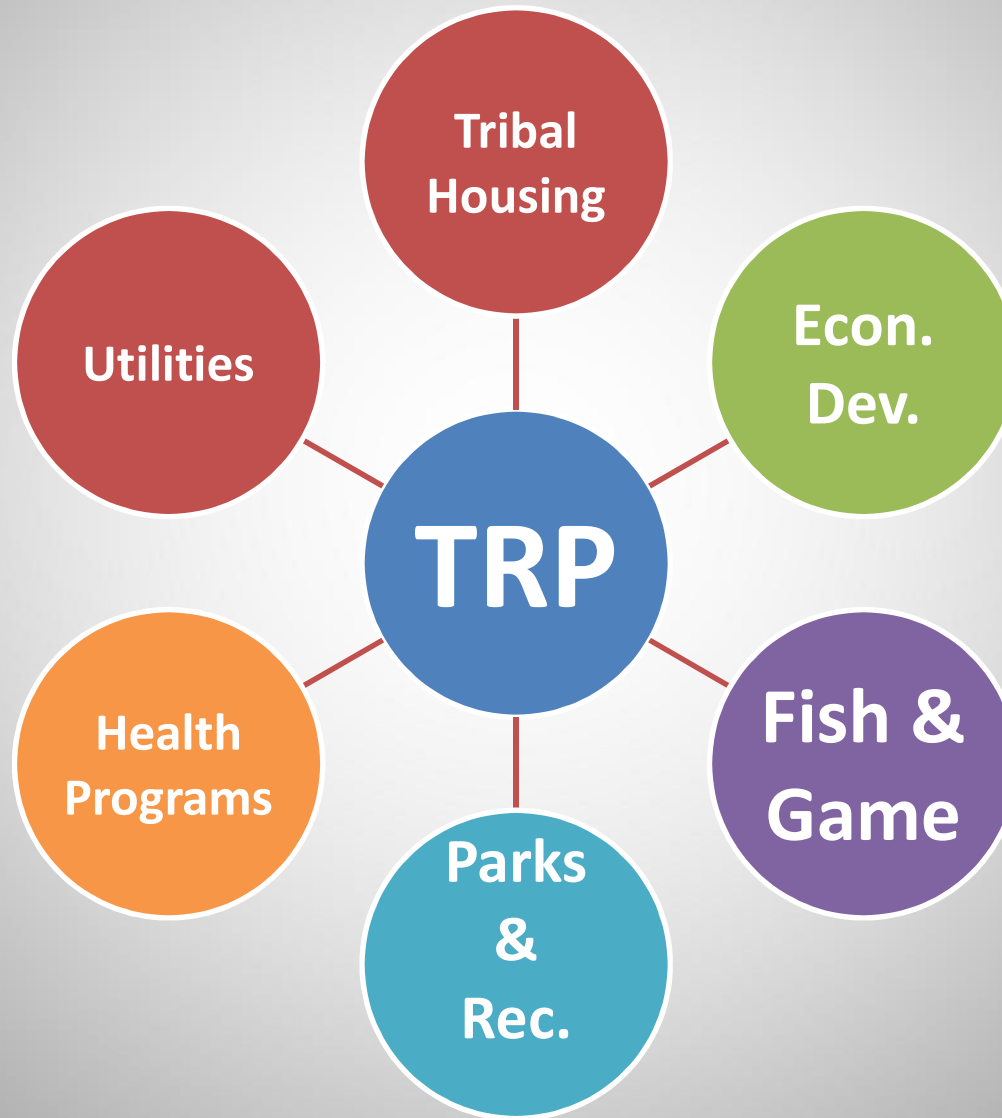 Tribal
Housing
Utilities
Econ.
Dev.
TRP
Health
Programs
Fish &
Game
Parks
&
Rec.